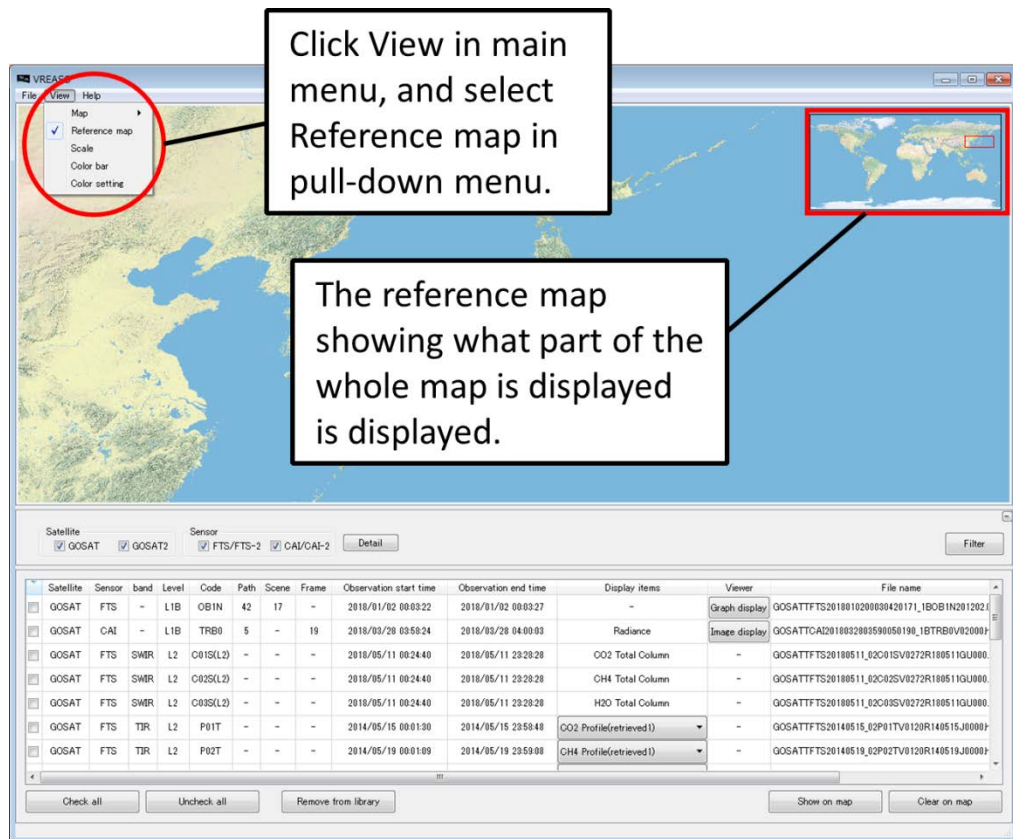 Click View in main
menu, and select
Reference map in
pull-down menu.
VREASG
File View Help
Map
Reference map
Scale
Color bar
Color setting
The reference map
showing what part of the
whole map is displayed
is displayed.
Satellite Sensor
GOSAT GOSAT2 FTS/FTS-2 CAI/CAI-2 Detail Filter
Satellite Sensor band Level Code Path Scene Frame Observation start time Observation end time Display items Viewer File name
GOSAT FTS - L1B OB1N 42 17 - 2018/01/02 00:03:22 2018/01/02 00:03:27 - Graph display GOSATTFTS2018010200030420171_1BOB1N201202.
GOSAT CAI - L1B TRB0 5 - 19 2018/03/28 03:58:24 2018/03/28 04:00:03 Radiance Image display GOSATTCAI2018032803590050190_1BTRB0V02000.
GOSAT FTS SWIR L2 C01S(L2) - - - 2018/05/11 00:24:40 2018/05/11 23:28:28 CO2 Total Column - GOSATTFTS20180511_02C01SV0272R180511GU000.
GOSAT FTS SWIR L2 C02S(L2) - - - 2018/05/11 00:24:40 2018/05/11 23:28:28 CH4 Total Column - GOSATTFTS20180511_02C02SV0272R180511GU000.
GOSAT FTS SWIR L2 C03S(L2) - - - 2018/05/11 00:24:40 2018/05/11 23:28:28 H2O Total Column - GOSATTFTS20180511_02C03SV0272R180511GU000.
GOSAT FTS TIR L2 P01T - - - 2014/05/15 00:01:30 2014/05/15 23:58:48 CO2 Profile(retrieved1) - GOSATTFTS20140515_02P01TV0120R140515J0000
GOSAT FTS TIR L2 P02T - - - 2014/05/19 00:01:09 2014/05/19 23:59:08 CH4 Profile(retrieved1) - GOSATTFTS20140519_02P02TV0120R140519J0000
Check all Uncheck all Remove from library Show on map Clear on map